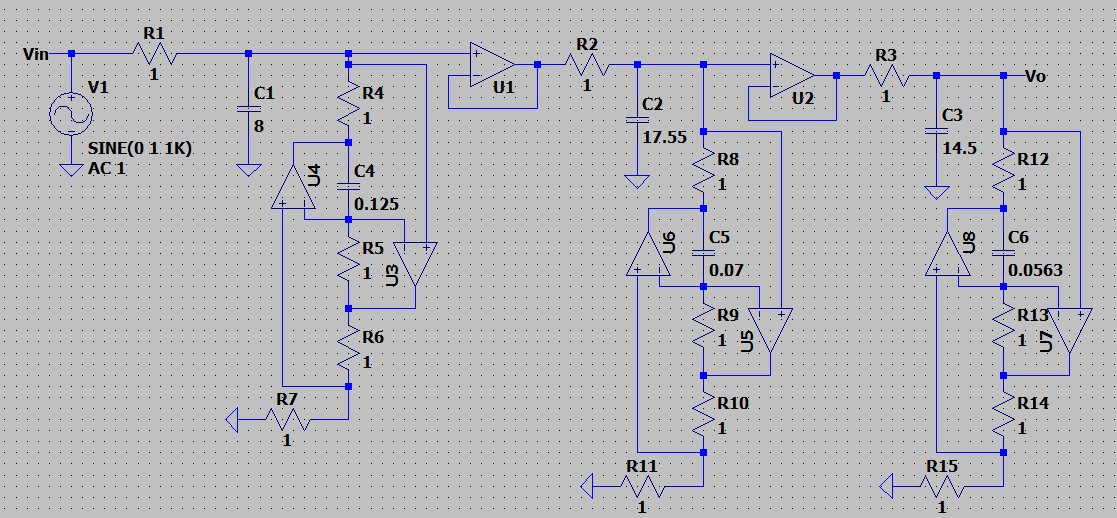 Vin
R1
1
V1
SINE(0 1 1K)
AC 1
C1
8
R4
1
U4
C4
0.125
R5
1
U3
R6
1
R7
1
+
-
U1
R2
1
C2
17.55
R8
1
U6
C5
0.07
R9
1
U5
R10
1
R11
1
+
-
U2
R3
1
Vo
C3
14.5
R12
1
U8
C6
0.0563
R13
1
U7
R14
1
R15
1